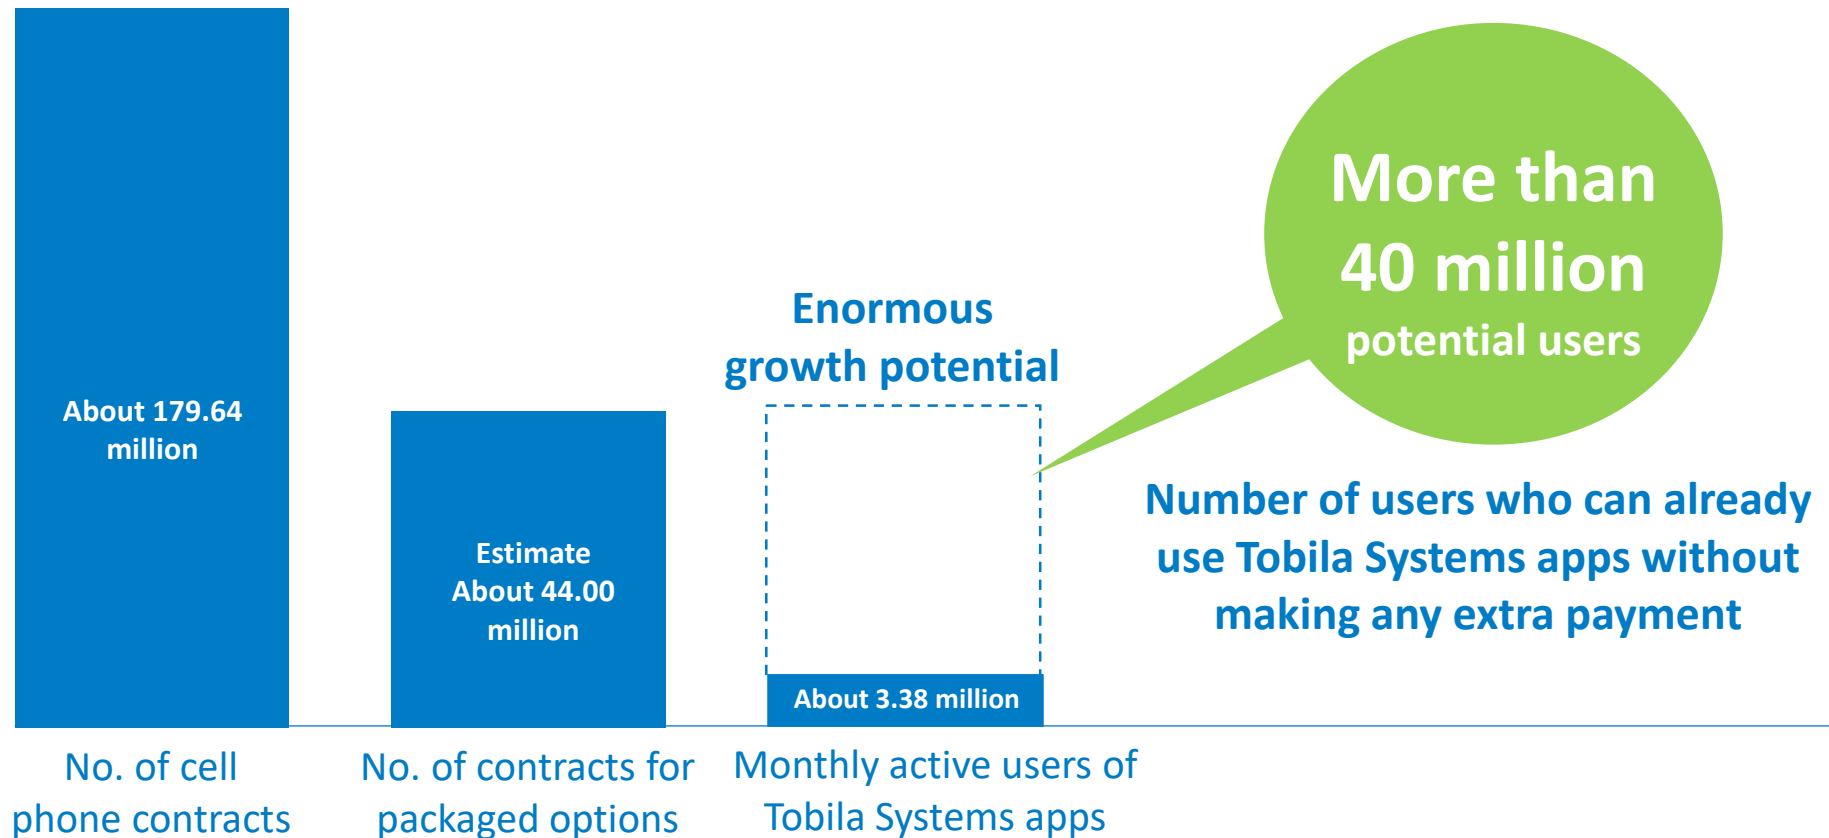 About 179.64
million
No. of cell
phone contracts
Estimate
About 44.00
million
No. of contracts for
packaged options
Enormous
growth potential
About 3.38 million
Monthly active users of
Tobila Systems apps
More than
40 million
potential users
Number of users who can already
use Tobila Systems apps without
making any extra payment